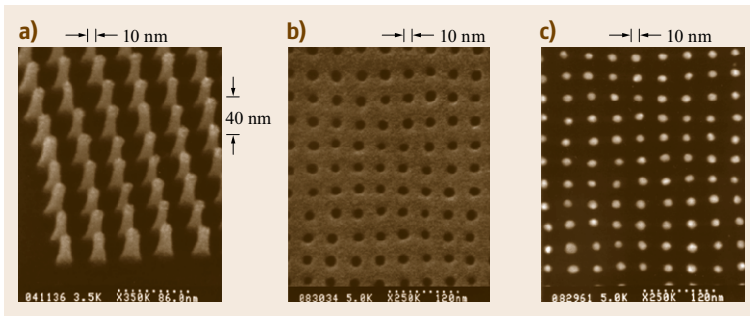 a)
10 nm
b)
10 nm
c)
10 nm
40 nm
041136 3.5K X350K 86.0nm
083034 5.0K X250K 120nm
082961 5.0K X250K 120nm